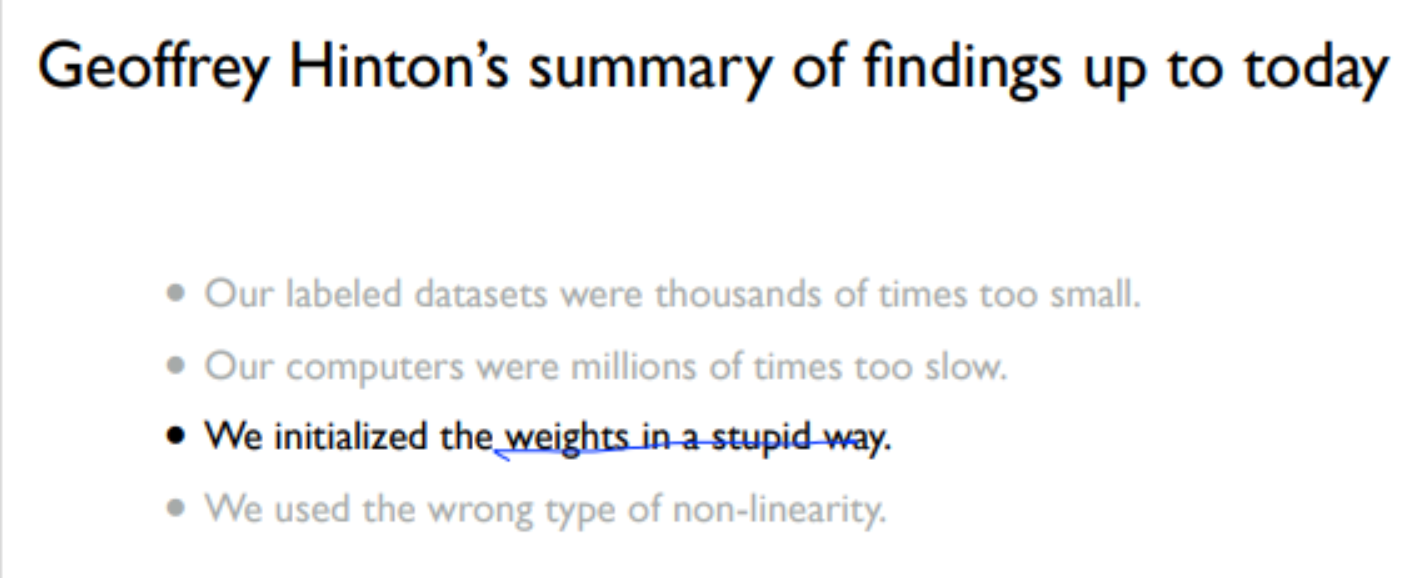 Geoffrey Hinton’s summary of findings up to today
• Our labeled datasets were thousands of times too small.
• Our computers were millions of times too slow.
• We initialized the weights in a stupid way.
• We used the wrong type of non-linearity.